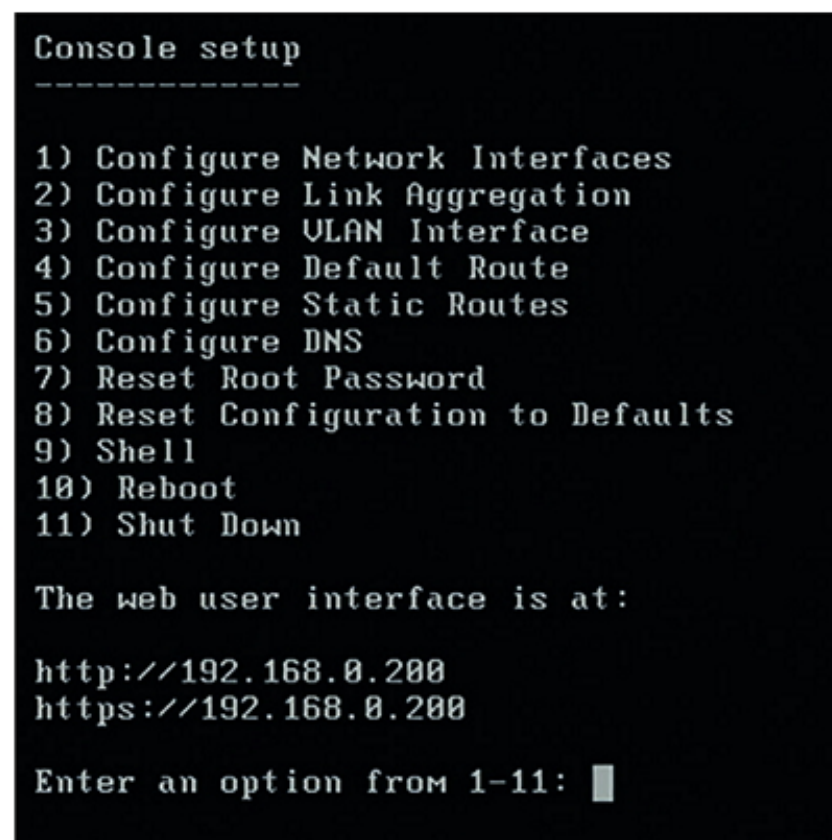 Console setup
-------------
1) Configure Network Interfaces
2) Configure Link Aggregation
3) Configure VLAN Interface
4) Configure Default Route
5) Configure Static Routes
6) Configure DNS
7) Reset Root Password
8) Reset Configuration to Defaults
9) Shell
10) Reboot
11) Shut Down
The web user interface is at:
http://192.168.0.200
https://192.168.0.200
Enter an option from 1-11: